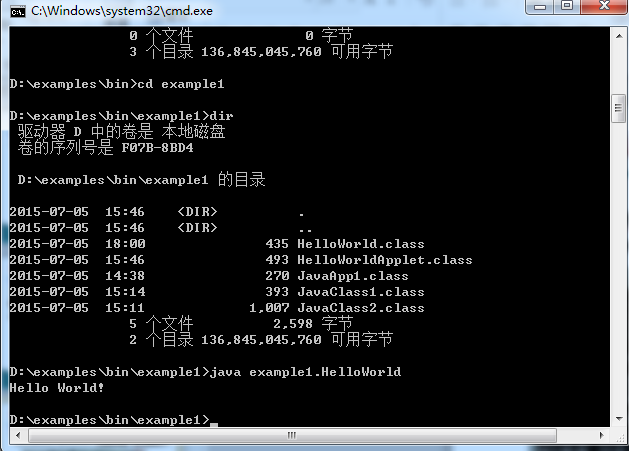 C:\Windows\system32\cmd.exe
0 个文件 0 字节
3 个目录 136,845,045,760 可用字节
D:\examples\bin>cd example1
D:\examples\bin\example1>dir
驱动器 D 中的卷是 本地磁盘
卷的序列号是 F07B-8BD4
D:\examples\bin\example1 的目录
2015-07-05 15:46 <DIR> .
2015-07-05 15:46 <DIR> ..
2015-07-05 18:00 435 HelloWorld.class
2015-07-05 15:46 493 HelloWorldApplet.class
2015-07-05 14:38 270 JavaApp1.class
2015-07-05 15:14 393 JavaClass1.class
2015-07-05 15:11 1,007 JavaClass2.class
5 个文件 2,598 字节
2 个目录 136,845,045,760 可用字节
D:\examples\bin\example1>java example1.HelloWorld
Hello World!
D:\examples\bin\example1>